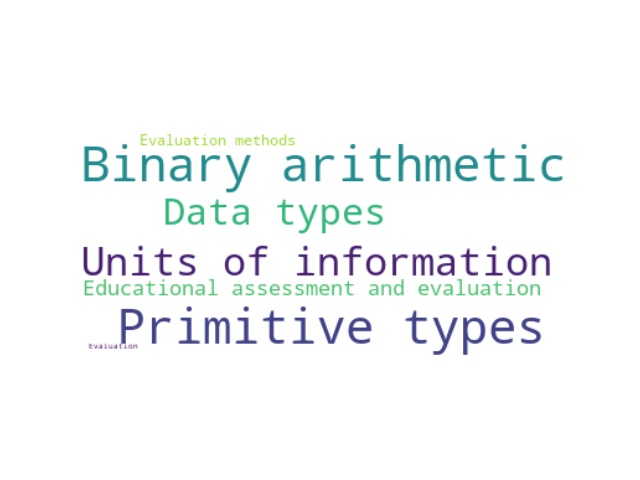 Evaluation methods
Binary arithmetic
Data types
Units of information
Educational assessment and evaluation
Primitive types
Evaluation